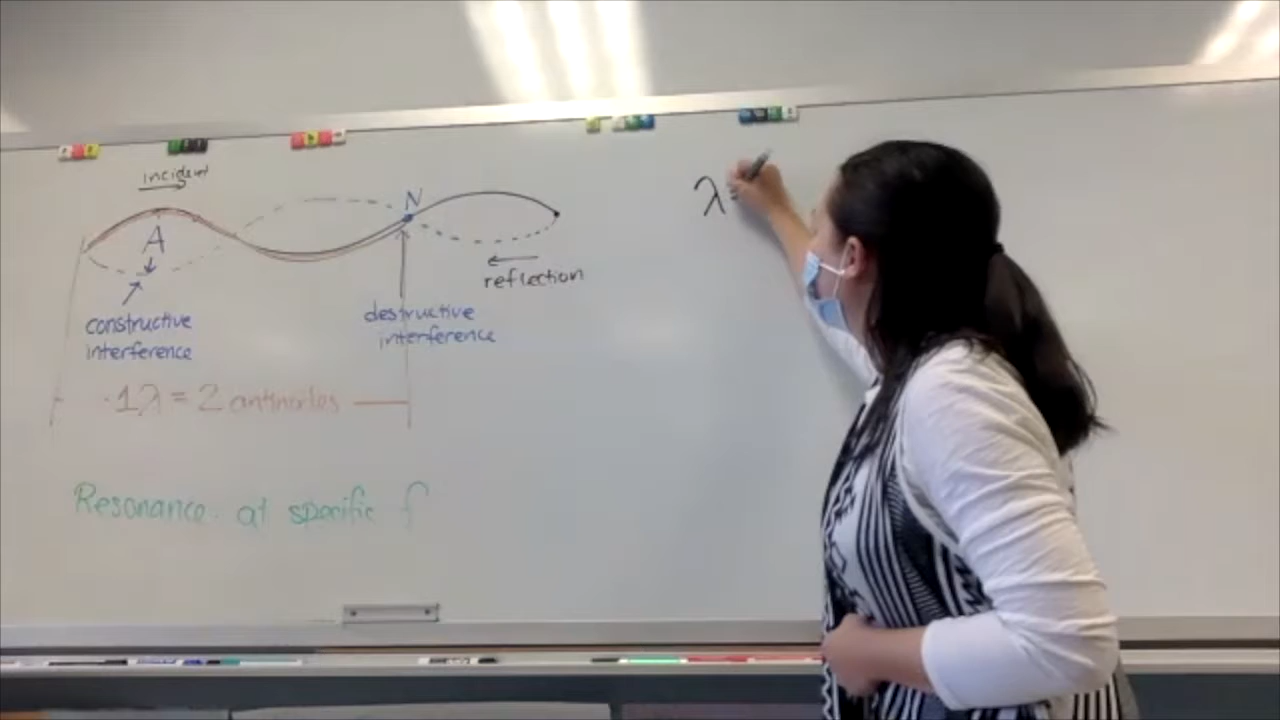 incident
N
A
reflection
constructive
interference
destructive
interference
1λ = 2 antinodes
Resonance: at specific f
λ=